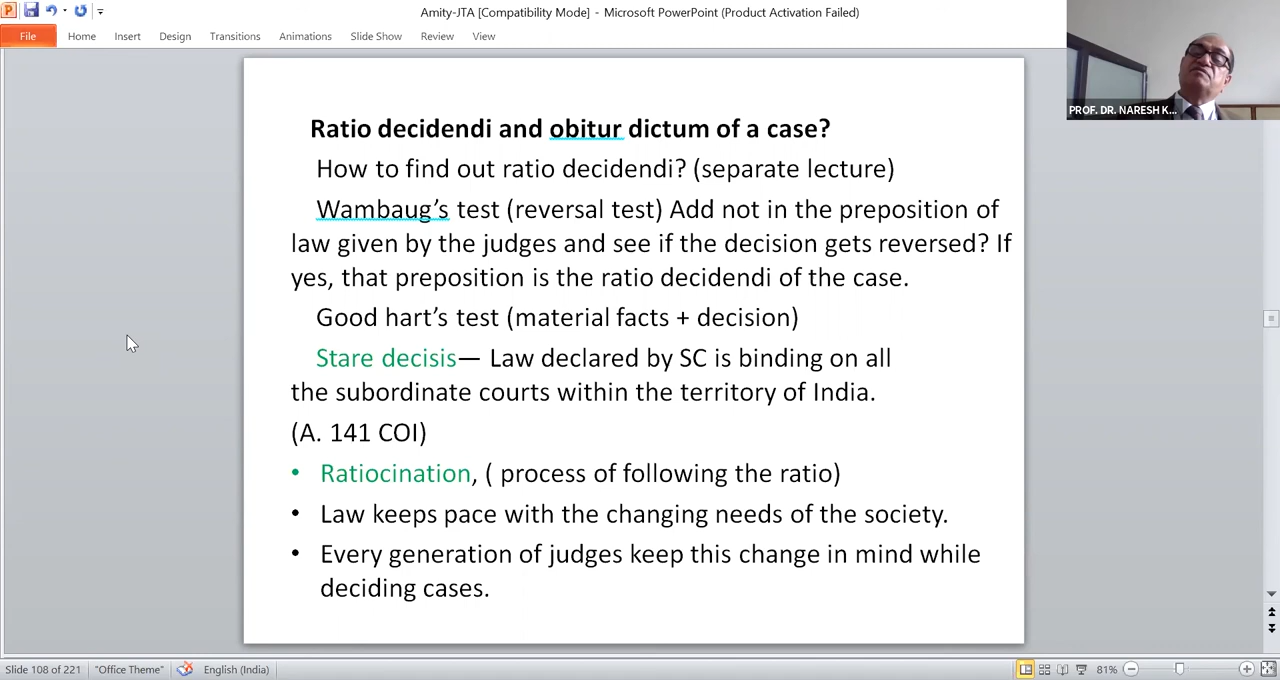 Amity-JTA [Compatibility Mode] - Microsoft PowerPoint (Product Activation Failed)
File Home Insert Design Transitions Animations Slide Show Review View
PROF. DR. NARESH K...
Ratio decidendi and obitur dictum of a case?
How to find out ratio decidendi? (separate lecture)
Wambaug’s test (reversal test) Add not in the preposition of
law given by the judges and see if the decision gets reversed? If
yes, that preposition is the ratio decidendi of the case.
Good hart’s test (material facts + decision)
Stare decisis— Law declared by SC is binding on all
the subordinate courts within the territory of India.
(A. 141 COI)
• Ratiocination, ( process of following the ratio)
• Law keeps pace with the changing needs of the society.
• Every generation of judges keep this change in mind while
deciding cases.
Slide 108 of 221 "Office Theme" English (India) 81%